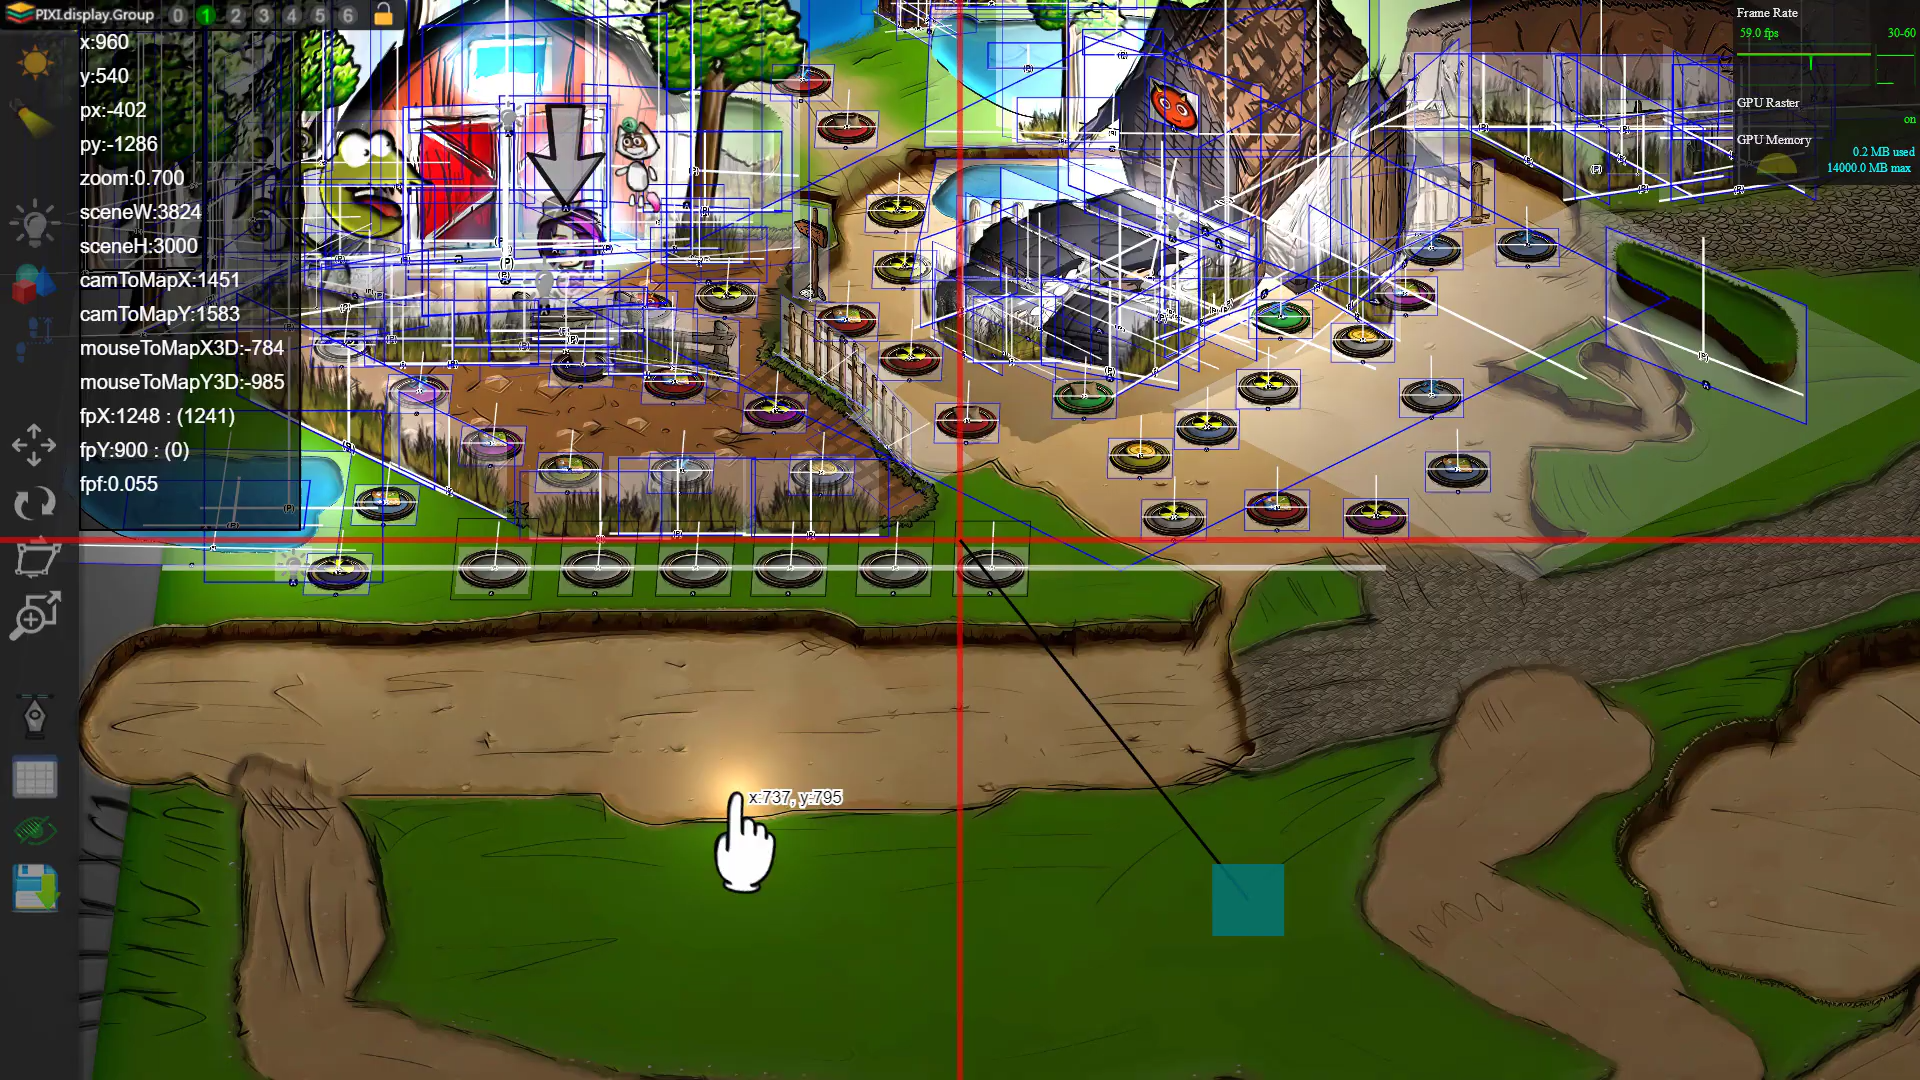 PIXI.display.Group 0 1 2 3 4 5 6
x:960
y:540
px:-402
py:-1286
zoom:0.700
sceneW:3824
sceneH:3000
camToMapX:1451
camToMapY:1583
mouseToMapX3D:-784
mouseToMapY3D:-985
fpX:1248 : (1241)
fpY:900 : (0)
fpf:0.055
Frame Rate
59.0 fps 30-60
GPU Raster
on
GPU Memory
0.2 MB used
14000.0 MB max
x:737, y:795